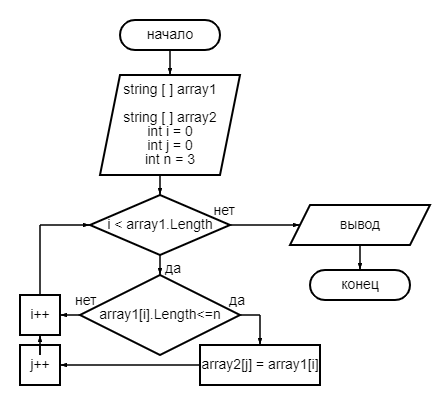 начало
string [ ] array1
string [ ] array2
int i = 0
int j = 0
int n = 3
i < array1.Length
нет
вывод
да
конец
array1[i].Length<=n
нет
да
i++
j++
array2[j] = array1[i]